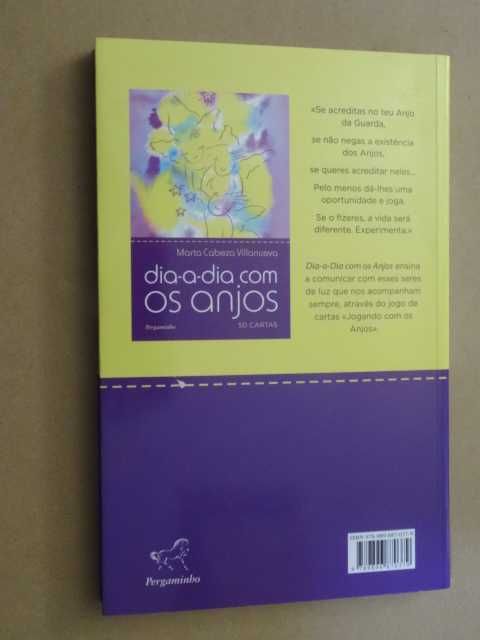 «Se acreditas no teu Anjo
da Guarda,
se não negas a existência
dos Anjos,
se queres acreditar neles...
Pelo menos dá-lhes uma
oportunidade e joga.
Se o fizeres, a vida será
diferente. Experimenta.»
Dia-a-Dia com os Anjos ensina
a comunicar com esses seres
de luz que nos acompanham
sempre, através do jogo de
cartas «Jogando com os
Anjos».
Marta Cabeza Villanueva
dia-a-dia com
os anjos
50 CARTAS
Pergaminho
Pergaminho
ISBN